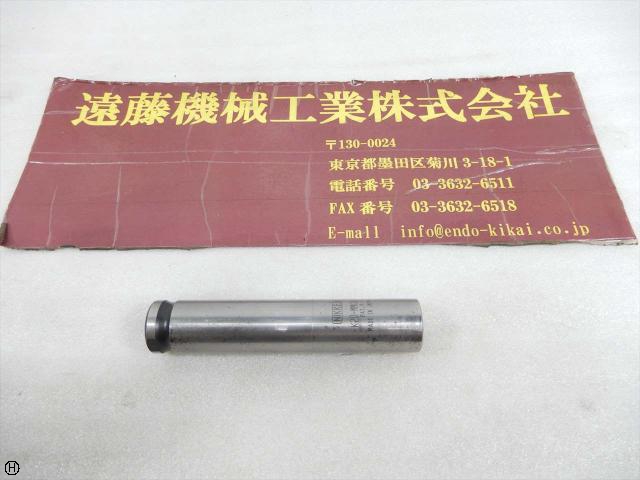 遠藤機械工業株式会社
〒130-0024
東京都墨田区菊川 3-18-1
電話番号 03-3632-6511
FAX 番号 03-3632-6518
E-mall info@endo-kikai.co.jp
MADE IN
H